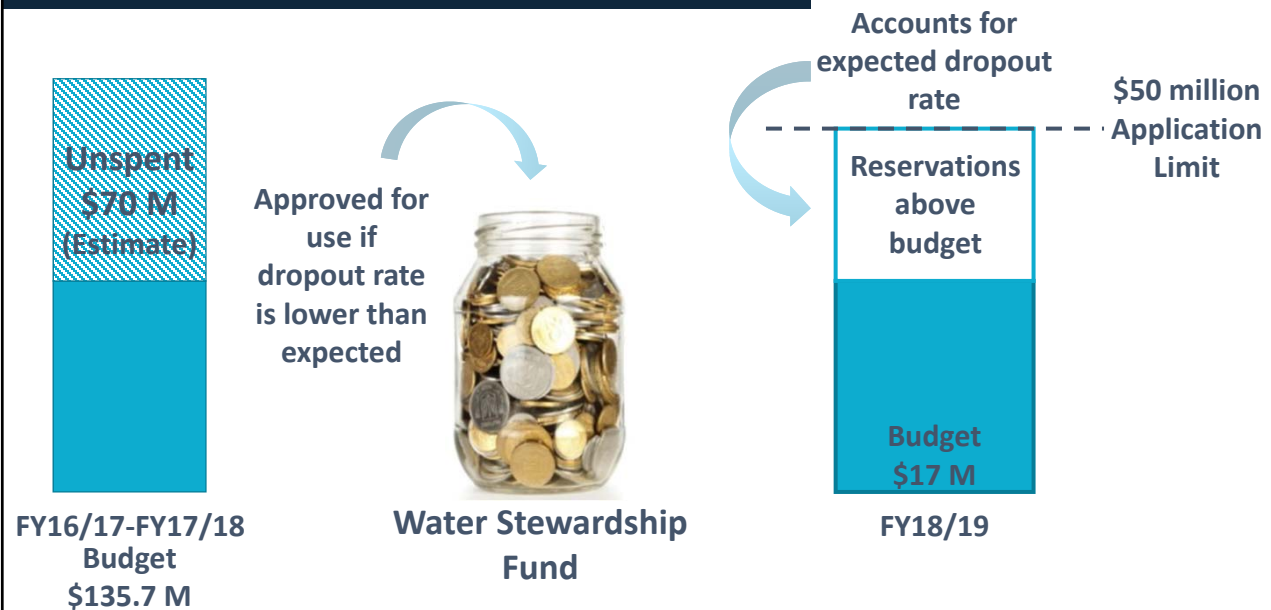 Unspent
$70 M
(Estimate)
FY16/17-FY17/18
Budget
$135.7 M
Approved for
use if
dropout rate
is lower than
expected
Water Stewardship
Fund
Accounts for
expected dropout
rate
$50 million
Application
Limit
Reservations
above
budget
Budget
$17 M
FY18/19